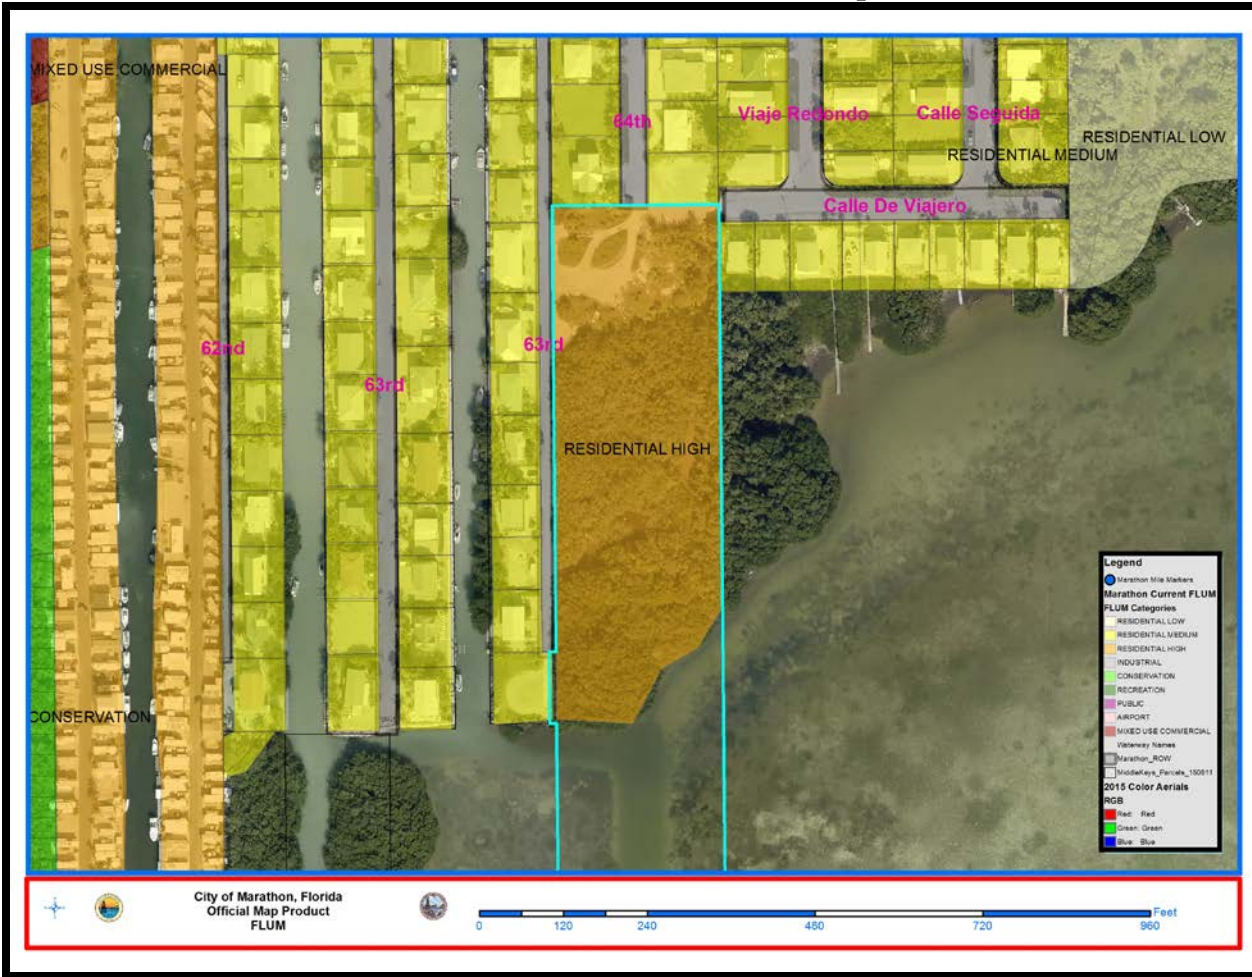 MIXED USE COMMERCIAL
64th
Viaje Redondo
Calle Seguida
RESIDENTIAL LOW
RESIDENTIAL MEDIUM
Calle De Viajero
62nd
63rd
63rd
RESIDENTIAL HIGH
CONSERVATION
Legend
Marathon Mile Markers
Marathon Current FLUM
FLUM Categories
RESIDENTIAL LOW
RESIDENTIAL MEDIUM
RESIDENTIAL HIGH
INDUSTRIAL
CONSERVATION
RECREATION
PUBLIC
AIRPORT
MIXED USE COMMERCIAL
Waterway Names
Marathon_ROW
MiddleKeys_Parcels_150811
2015 Color Aerials
RGB
Red: Red
Green: Green
Blue: Blue
City of Marathon, Florida
Official Map Product
FLUM
Feet
0 120 240 480 720 960